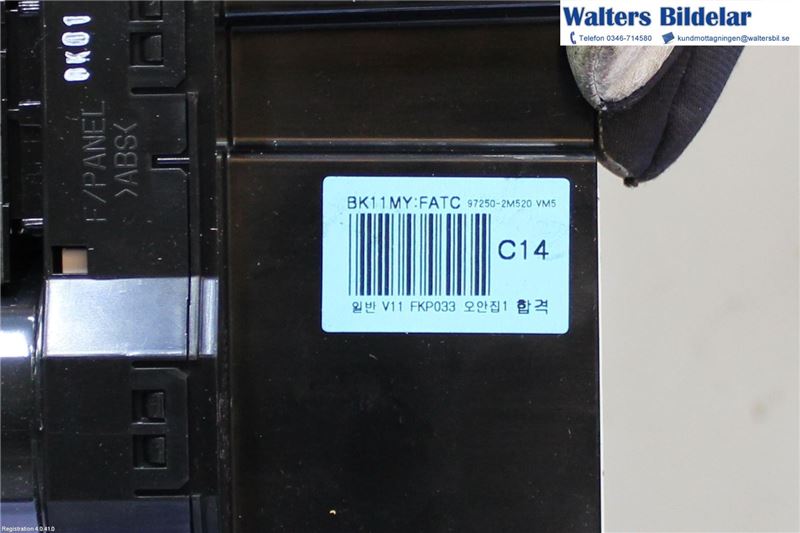 Walters Bildelar
Telefon 0346-714580 kundmottagningen@waltersbil.se
BK01
F/PANEL
>ABS<
BK11MY:FATC 97250-2M520 VM5
C14
일반 V11 FKP033 오안집1 합격
Registration 4.0.41.0